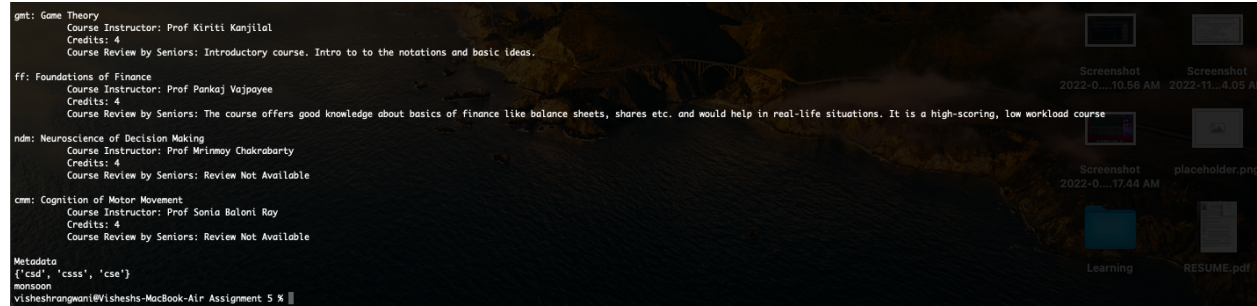 gmt: Game Theory
Course Instructor: Prof Kiriti Kanjilal
Credits: 4
Course Review by Seniors: Introductory course. Intro to to the notations and basic ideas.
ff: Foundations of Finance
Course Instructor: Prof Pankaj Vajpayee
Credits: 4
Course Review by Seniors: The course offers good knowledge about basics of finance like balance sheets, shares etc. and would help in real-life situations. It is a high-scoring, low workload course
ndm: Neuroscience of Decision Making
Course Instructor: Prof Mrinmoy Chakrabarty
Credits: 4
Course Review by Seniors: Review Not Available
cmm: Cognition of Motor Movement
Course Instructor: Prof Sonia Baloni Ray
Credits: 4
Course Review by Seniors: Review Not Available
Metadata
{'csd', 'csss', 'cse'}
monsoon
visheshrangwani@Visheshs-MacBook-Air Assignment 5 %
Screenshot
2022-0....10.56 AM
Screenshot
2022-11...4.05 A
Screenshot
2022-0....17.44 AM
placeholder.png
Learning
RESUME.pdf